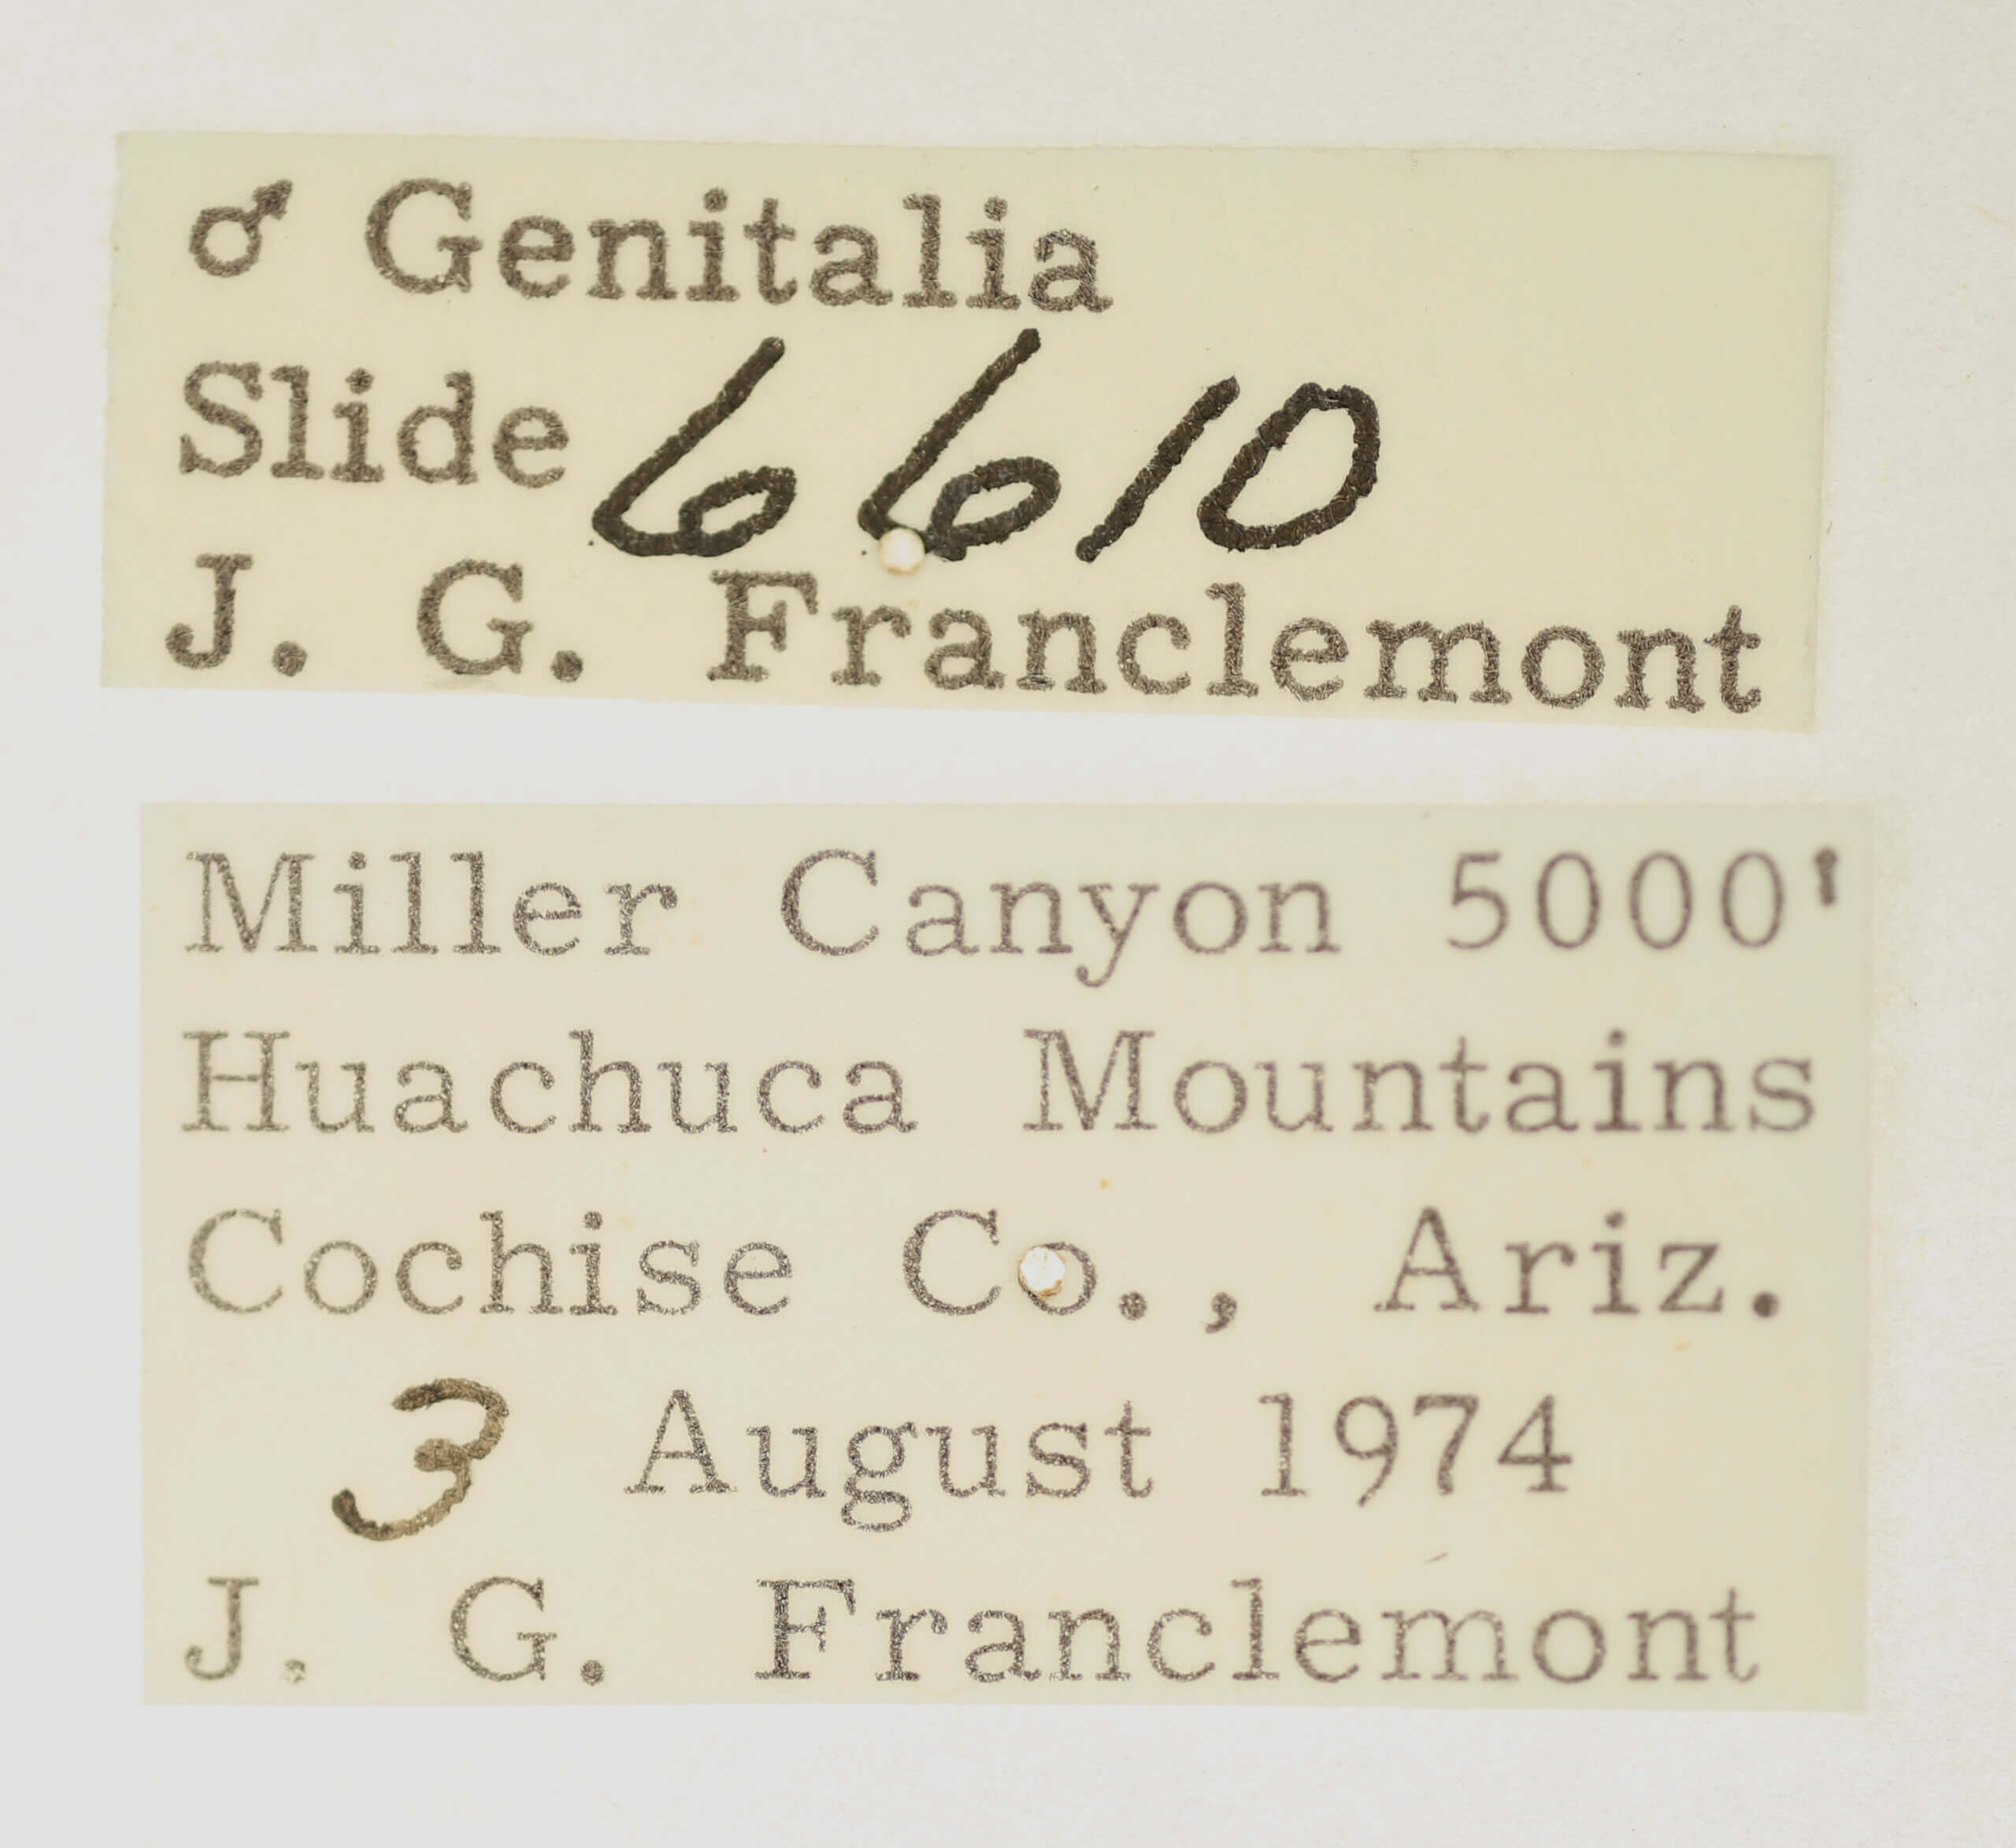 ♂ Genitalia
Slide 6610
J. G. Franclemont
Miller Canyon 5000'
Huachuca Mountains
Cochise Co., Ariz.
3 August 1974
J. G. Franclemont